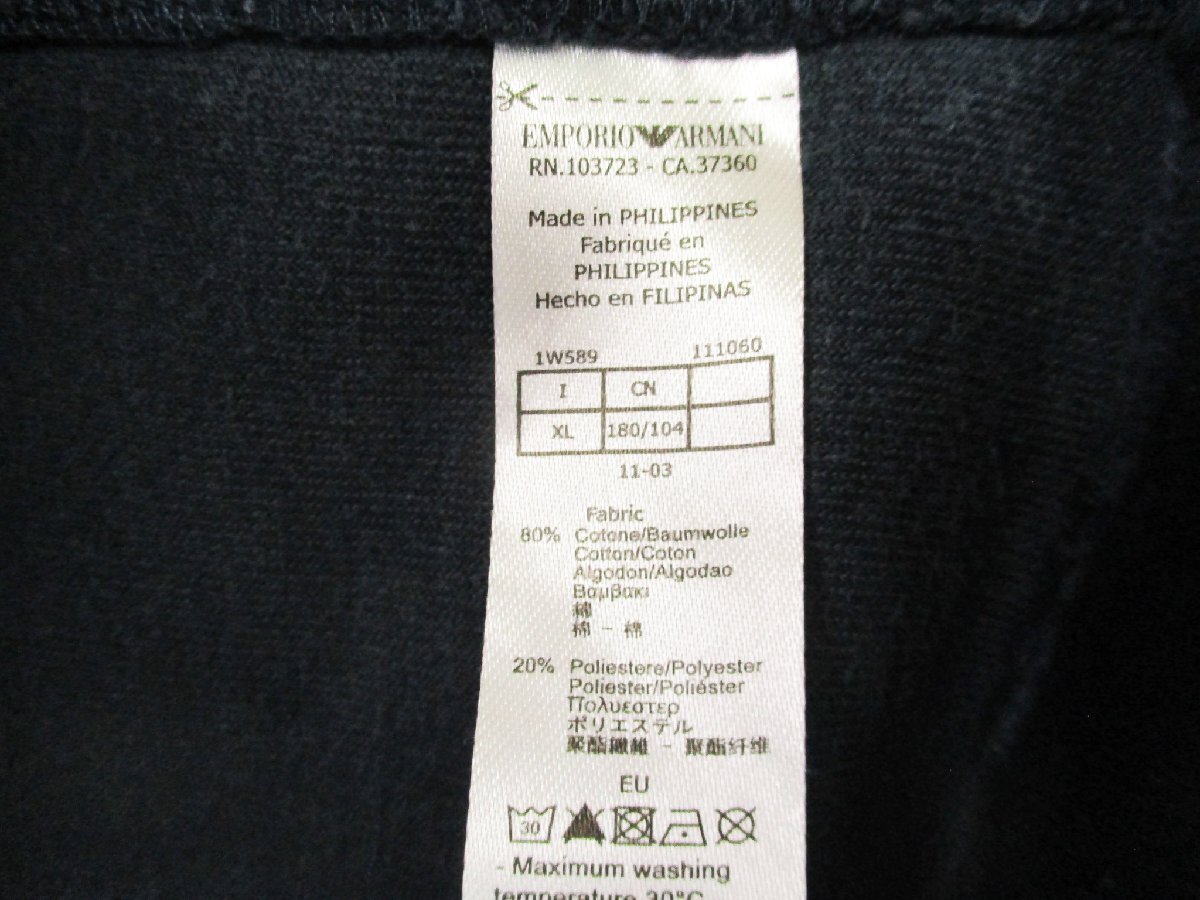 EMPORIO ARMANI
RN.103723 - CA.37360
Made in PHILIPPINES
Fabriqué en
PHILIPPINES
Hecho en FILIPINAS
1W589 111060
I CN
XL 180/104
11-03
Fabric
80% Cotone/Baumwolle
Cotton/Coton
Algodon/Algodao
Βαμβακι
綿
棉 - 棉
20% Poliestere/Polyester
Poliester/Poliéster
Πολυεστερ
ポリエステル
聚酯纖維 - 聚酯纤维
EU
30
- Maximum washing
temperature 30°C